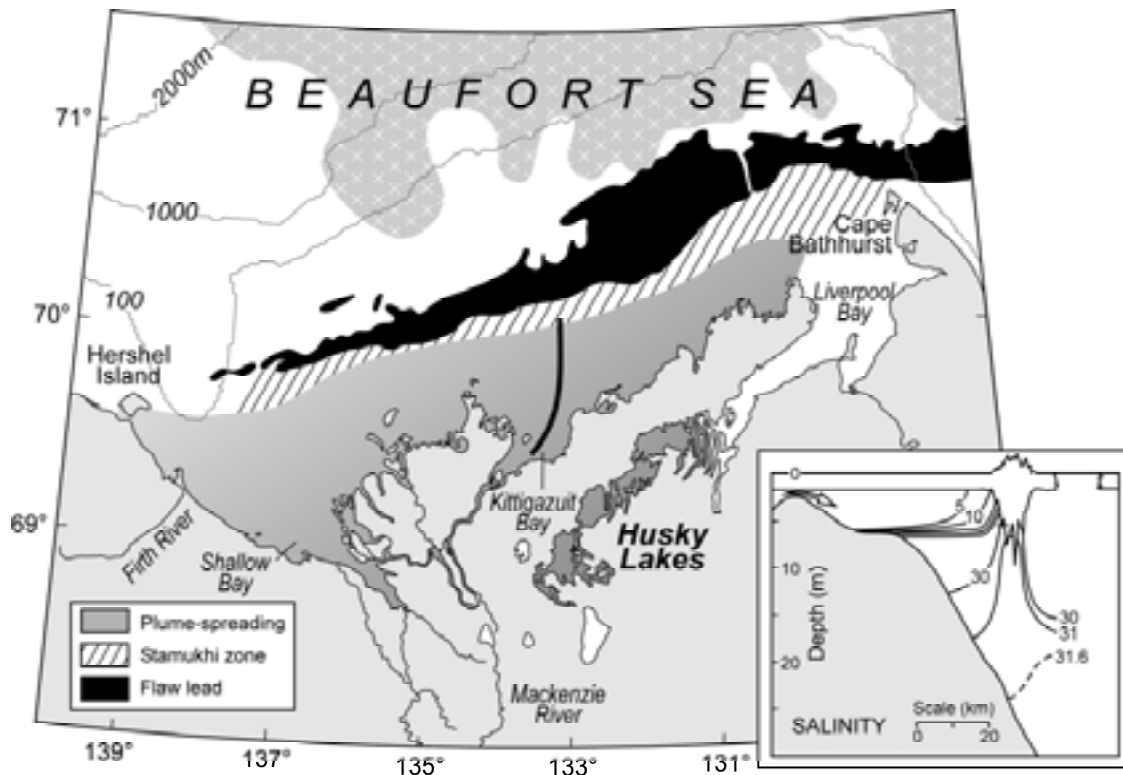 2000m
BEAUFORT SEA
71°
1000
Cape
Bathhurst
100
70°
Liverpool
Bay
Hershel
Island
Kittigazuit
Bay
69°
Husky
Lakes
Firth River
Shallow
Bay
Plume-spreading
Stamukhi zone
Flaw lead
Mackenzie
River
139°
137°
135°
133°
131°
0
5
10
10
30
30
31
20
31.6
Depth (m)
SALINITY
Scale (km)
0 20